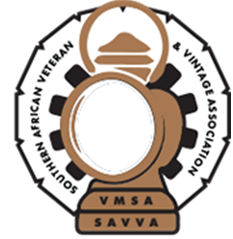 SOUTHERN AFRICAN VETERAN
& VINTAGE ASSOCIATION
VMSA
SAVVA